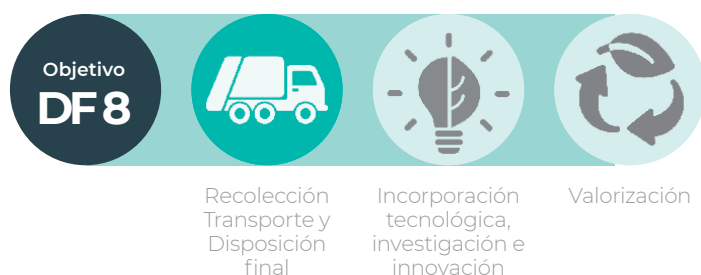 Objetivo
DF 8
Recolección
Transporte y
Disposición
final
Incorporación
tecnológica,
investigación e
innovación
Valorización